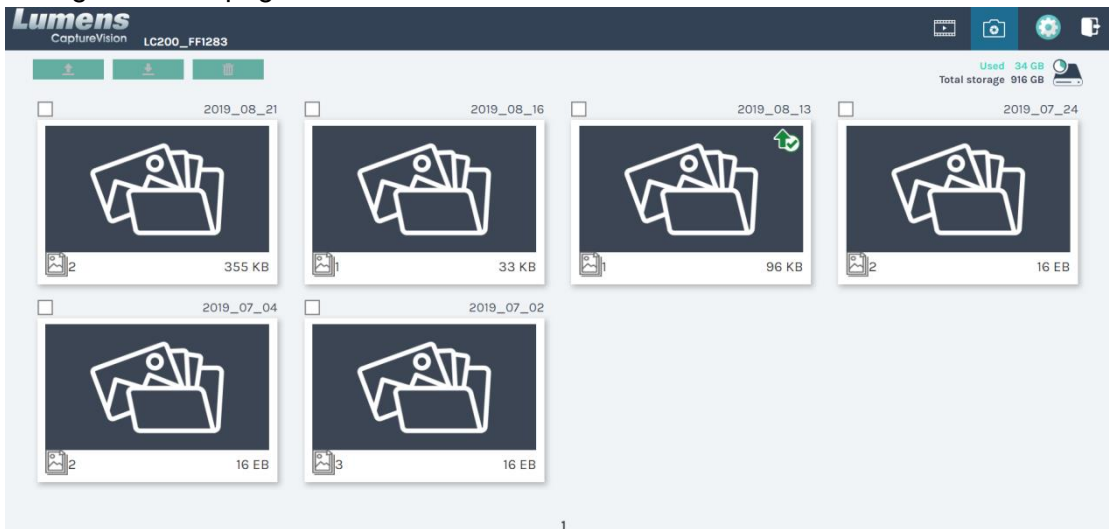 Lumens
CaptureVision LC200_FF1283
Used 34 GB
Total storage 916 GB
2019_08_21
2 355 KB
2019_08_16
1 33 KB
2019_08_13
1 96 KB
2019_07_24
2 16 EB
2019_07_04
2 16 EB
2019_07_02
3 16 EB
1